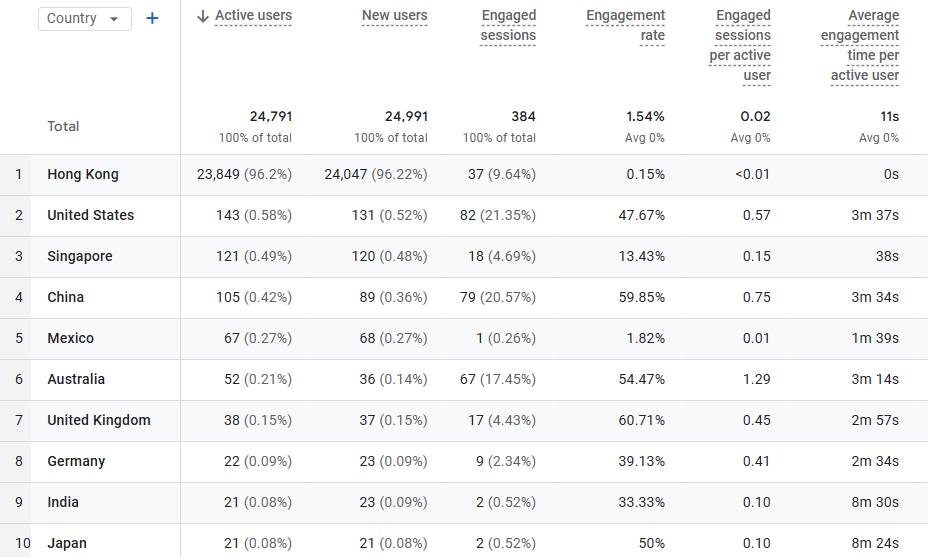 Country + ↓ Active users New users Engaged sessions Engagement rate Engaged sessions per active user Average engagement time per active user
Total 24,791 24,991 384 1.54% 0.02 11s
100% of total 100% of total 100% of total Avg 0% Avg 0% Avg 0%
1 Hong Kong 23,849 (96.2%) 24,047 (96.22%) 37 (9.64%) 0.15% <0.01 0s
2 United States 143 (0.58%) 131 (0.52%) 82 (21.35%) 47.67% 0.57 3m 37s
3 Singapore 121 (0.49%) 120 (0.48%) 18 (4.69%) 13.43% 0.15 38s
4 China 105 (0.42%) 89 (0.36%) 79 (20.57%) 59.85% 0.75 3m 34s
5 Mexico 67 (0.27%) 68 (0.27%) 1 (0.26%) 1.82% 0.01 1m 39s
6 Australia 52 (0.21%) 36 (0.14%) 67 (17.45%) 54.47% 1.29 3m 14s
7 United Kingdom 38 (0.15%) 37 (0.15%) 17 (4.43%) 60.71% 0.45 2m 57s
8 Germany 22 (0.09%) 23 (0.09%) 9 (2.34%) 39.13% 0.41 2m 34s
9 India 21 (0.08%) 23 (0.09%) 2 (0.52%) 33.33% 0.10 8m 30s
10 Japan 21 (0.08%) 21 (0.08%) 2 (0.52%) 50% 0.10 8m 24s